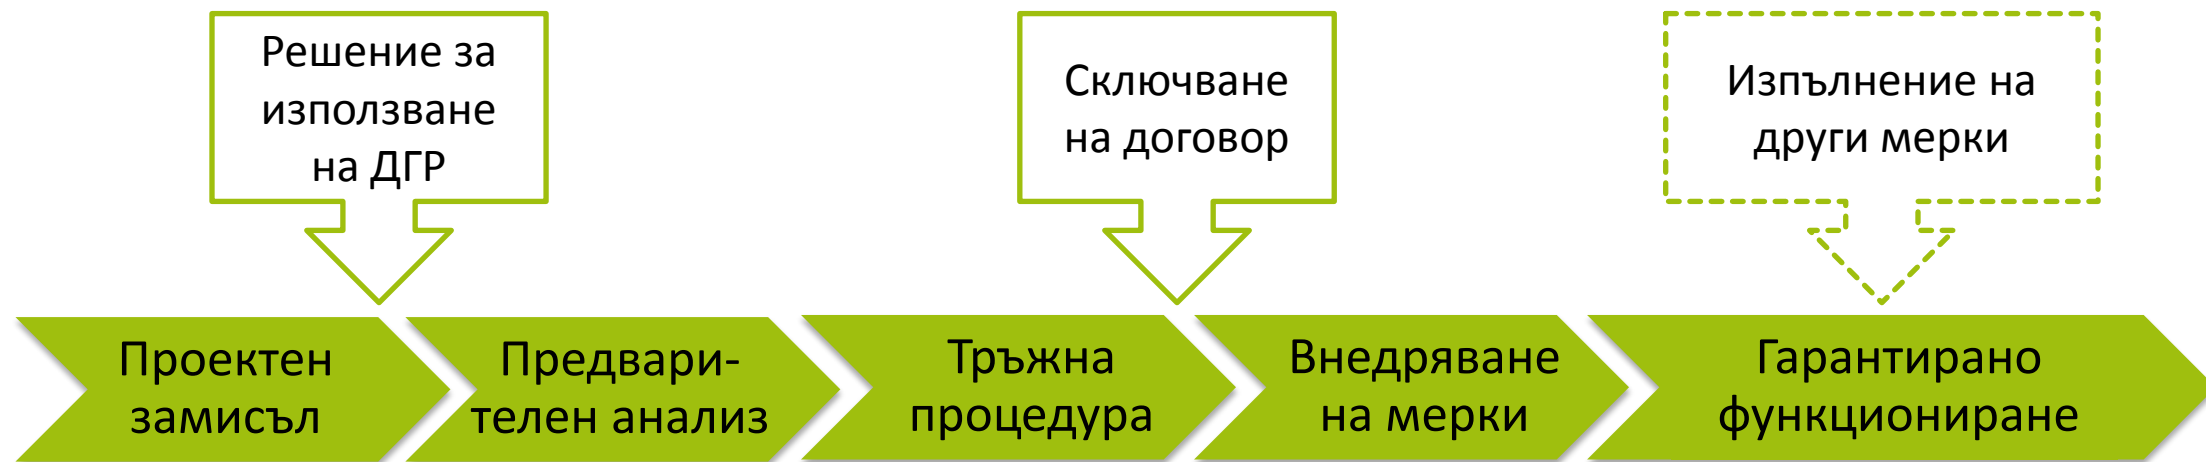 Решение за
използване
на ДГР
Сключване
на договор
Изпълнение на
други мерки
Проектен
замисъл
Предвари-
телен анализ
Тръжна
процедура
Внедряване
на мерки
Гарантирано
функциониране